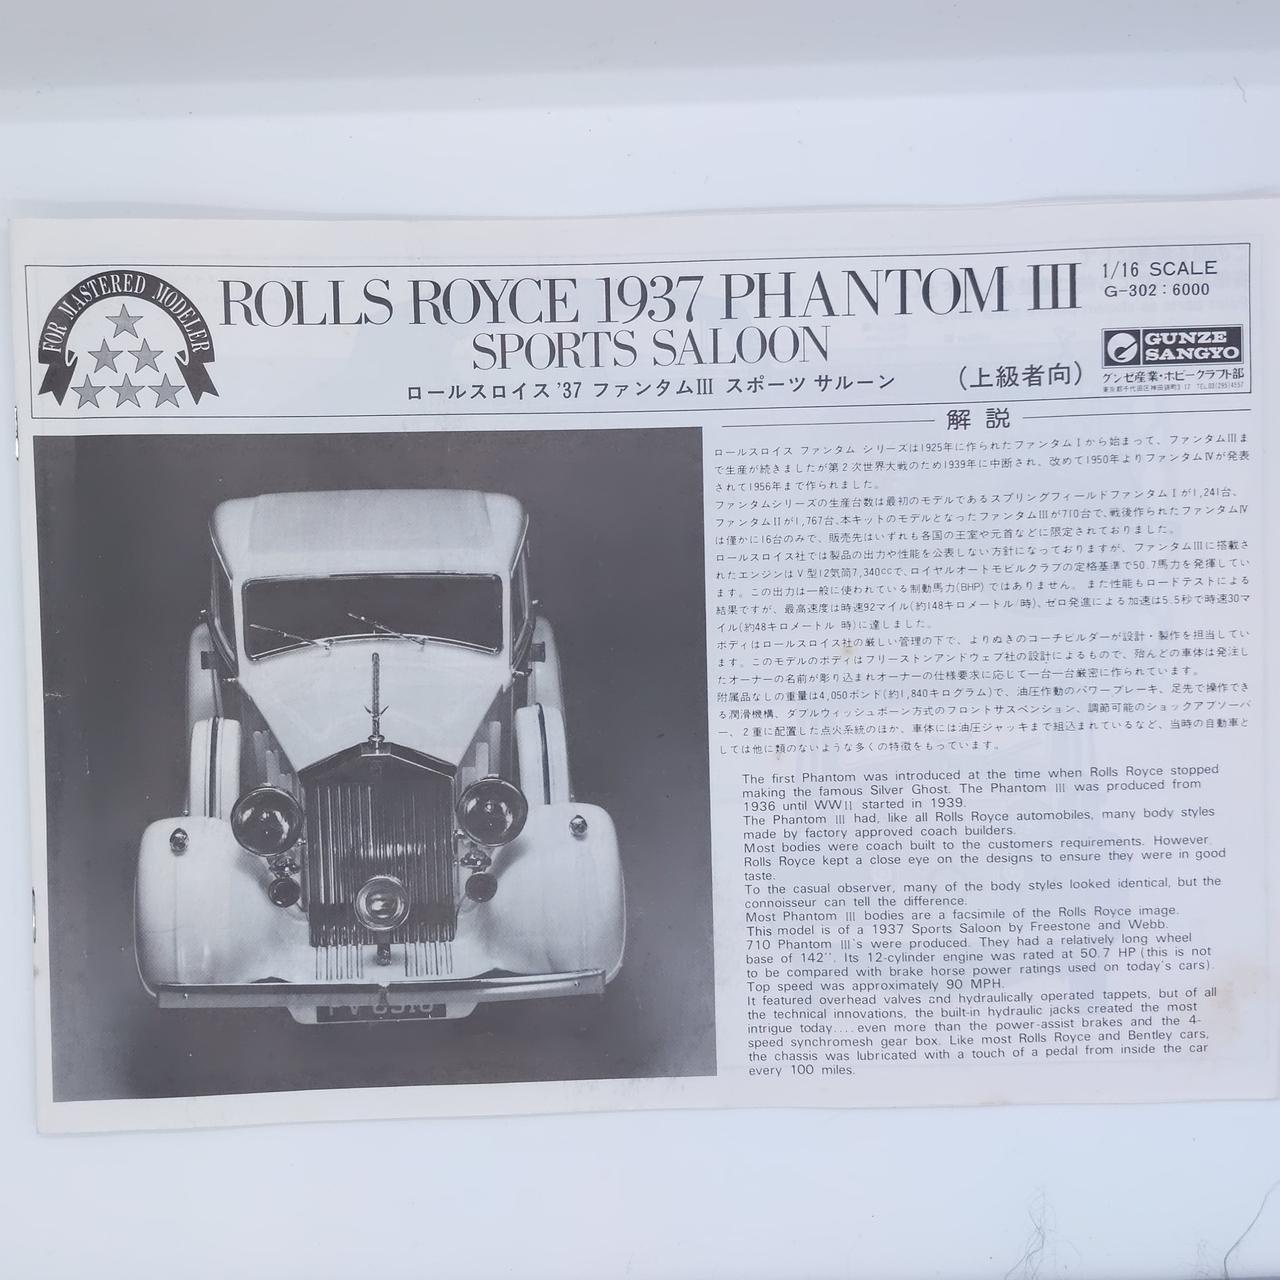 FOR MASTERED MODELER
ROLLS ROYCE 1937 PHANTOM III
SPORTS SALOON
ロールスロイス '37 ファンタムIII スポーツ サルーン
(上級者向)
1/16 SCALE
G-302:6000
GUNZE
SANGYO
グンゼ産業・ホビークラフト部
解説
ロールスロイス ファンタム シリーズは1925年に作られたファンタムⅠから始まって、ファンタムⅢま
で生産が続きましたが第2次世界大戦のため1939年に中断され、改めて1950年よりファンタムⅣが発表
されて1956年まで作られました。
ファンタムシリーズの生産台数は最初のモデルであるスプリングフィールドファンタムⅠが1,241台、
ファンタムⅡが1,767台、本キットのモデルとなったファンタムⅢが710台で、戦後作られたファンタムⅣ
は僅かに16台のみで、販売先はいずれも各国の王室や元首などに限定されておりました。
ロールスロイス社では製品の出力や性能を公表しない方針になっておりますが、ファンタムⅢに搭載さ
れたエンジンはV型12気筒7,340ccで、ロイヤルオートモビルクラブの定格基準で50.7馬力を発揮してい
ます。この出力は一般に使われている制動馬力(BHP)ではありません。また性能もロードテストによる
結果ですが、最高速度は時速92マイル(約148キロメートル/時)、ゼロ発進による加速は5.5秒で時速30マ
イル(約48キロメートル 時)に達しました。
ボディはロールスロイス社の厳しい管理の下で、よりぬきのコーチビルダーが設計・製作を担当してい
ます。このモデルのボディはフリーストンアンドウェブ社の設計によるもので、殆んどの車体は発注し
たオーナーの名前が彫り込まれオーナーの仕様要求に応じて一台一台厳密に作られています。
附属品なしの重量は4,050ポンド(約1,840キログラム)で、油圧作動のパワーブレーキ、足先で操作でき
る潤滑機構、ダブルウィッシュボーン方式のフロントサスペンション、調節可能のショックアブソーバ
ー、2重に配置した点火系統のほか、車体には油圧ジャッキまで組込まれているなど、当時の自動車と
しては他に類のないような多くの特徴をもっています。
The first Phantom was introduced at the time when Rolls Royce stopped
making the famous Silver Ghost. The Phantom III was produced from
1936 until WWII started in 1939.
The Phantom III had, like all Rolls Royce automobiles, many body styles
made by factory approved coach builders.
Most bodies were coach built to the customers requirements. However
Rolls Royce kept a close eye on the designs to ensure they were in good
taste.
To the casual observer, many of the body styles looked identical, but the
connoisseur can tell the difference.
Most Phantom III bodies are a facsimile of the Rolls Royce image.
This model is of a 1937 Sports Saloon by Freestone and Webb.
710 Phantom III's were produced. They had a relatively long wheel
base of 142''. Its 12-cylinder engine was rated at 50.7 HP (this is not
to be compared with brake horse power ratings used on today's cars).
Top speed was approximately 90 MPH.
It featured overhead valves and hydraulically operated tappets, but of all
the technical innovations, the built-in hydraulic jacks created the most
intrigue today.... even more than the power-assist brakes and the 4-
speed synchromesh gear box. Like most Rolls Royce and Bentley cars,
the chassis was lubricated with a touch of a pedal from inside the car
every 100 miles.